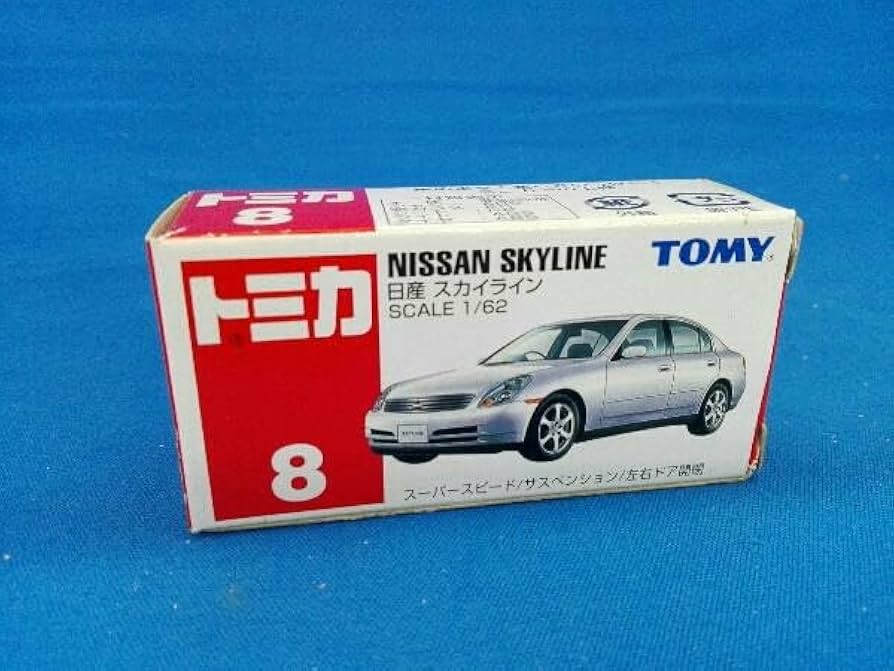 トミカ
8
トミカ
8
NISSAN SKYLINE
日産 スカイライン
SCALE 1/62
TOMY
SKYLINE
スーパースピード/サスペンション/左右ドア開閉